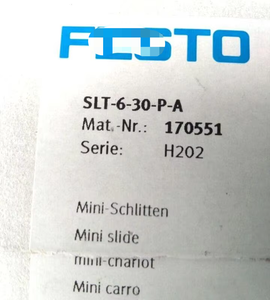 FESTO
SLT-6-30-P-A
Mat.-Nr.: 170551
Serie: H202
Mini-Schlitten
Mini slide
mini-chariot
Mini carro